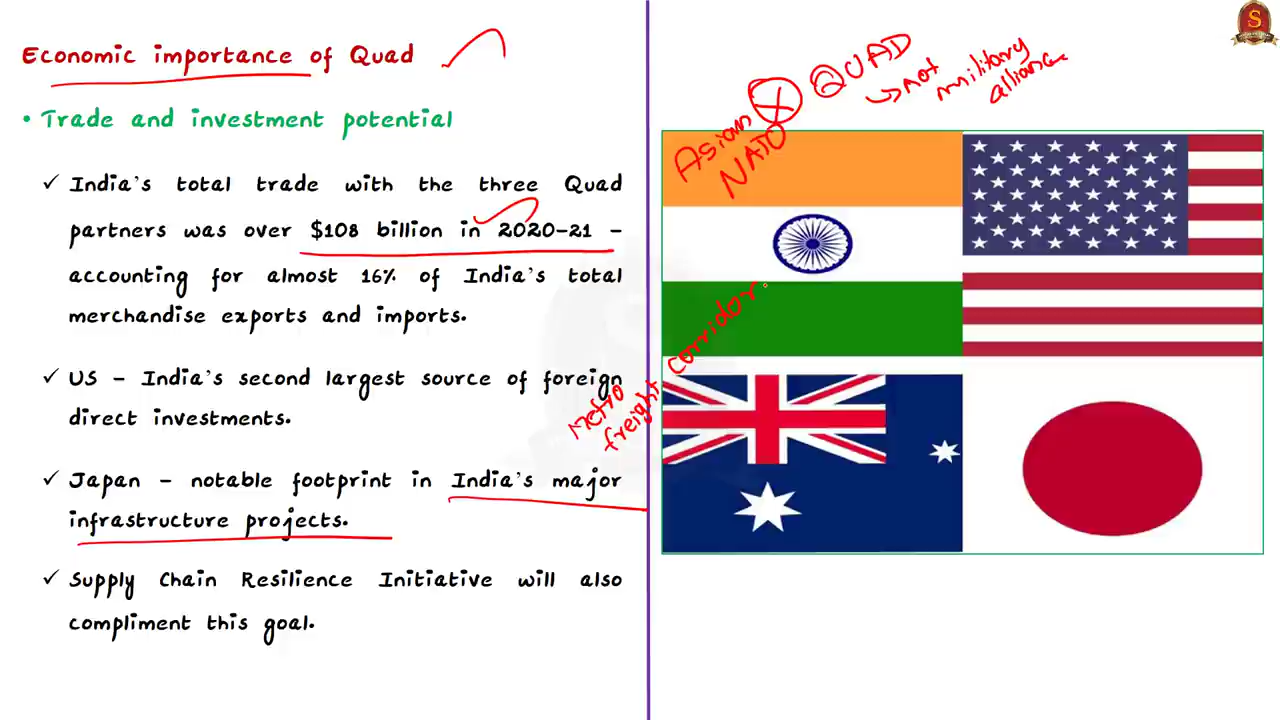 Economic importance of Quad
• Trade and investment potential
✓ India's total trade with the three Quad
partners was over $108 billion in 2020-21 –
accounting for almost 16% of India's total
merchandise exports and imports.
✓ US – India's second largest source of foreign
direct investments.
✓ Japan – notable footprint in India's major
infrastructure projects.
✓ Supply Chain Resilience Initiative will also
compliment this goal.
QUAD
→ not military
alliance
Asian
NATO
Metro
freight corridor
S